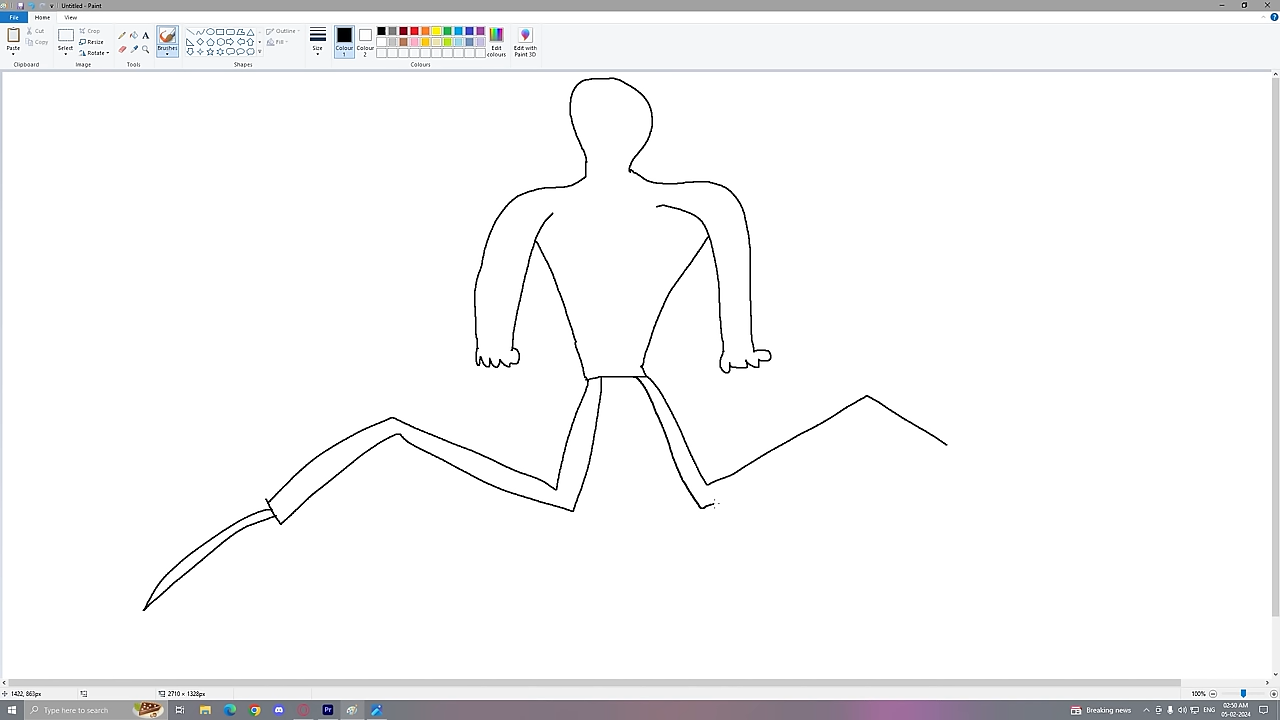 Untitled - Paint
File Home View
Paste
Cut
Copy
Clipboard
Select
Crop
Resize
Rotate
Image
A
Tools
Brushes
Outline
Fill
Shapes
Size
Colour
1
Colour
2
Edit
colours
Colours
Edit with
Paint 3D
1422, 863px
2710 × 1328px
100%
Type here to search
Pr
Breaking news
ENG
02:50 AM
05-02-2024